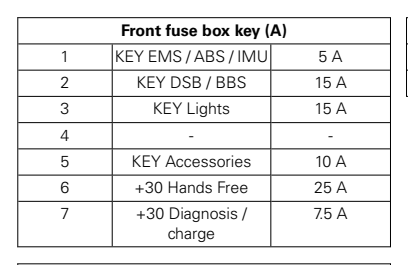 Front fuse box key (A)
1 KEY EMS / ABS / IMU 5 A
2 KEY DSB / BBS 15 A
3 KEY Lights 15 A
4 - -
5 KEY Accessories 10 A
6 +30 Hands Free 25 A
7 +30 Diagnosis / 7.5 A
charge